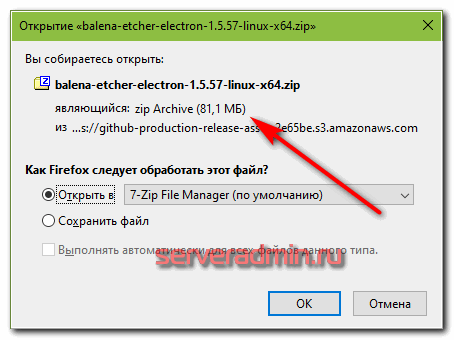 Открытие «balena-etcher-electron-1.5.57-linux-x64.zip»
Вы собираетесь открыть:
balena-etcher-electron-1.5.57-linux-x64.zip
являющийся: zip Archive (81,1 МБ)
из ...s://github-production-release-asse 2e65be.s3.amazonaws.com
Как Firefox следует обработать этот файл?
Открыть в 7-Zip File Manager (по умолчанию)
Сохранить файл
Выполнять автоматически для всех файлов данного типа.
serveradmin.ru
ОК Отмена